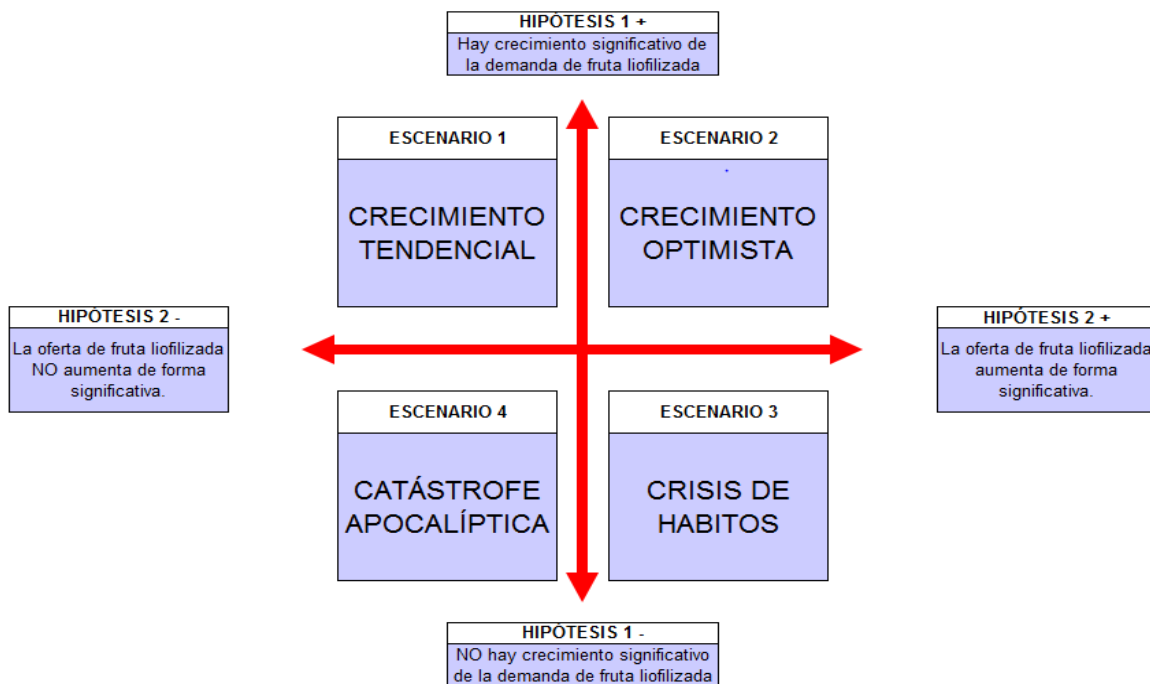 HIPÓTESIS 1 +
Hay crecimiento significativo de
la demanda de fruta liofilizada
ESCENARIO 1
CRECIMIENTO
TENDENCIAL
ESCENARIO 2
CRECIMIENTO
OPTIMISTA
HIPÓTESIS 2 -
La oferta de fruta liofilizada
NO aumenta de forma
significativa.
HIPÓTESIS 2 +
La oferta de fruta liofilizada
aumenta de forma
significativa.
ESCENARIO 4
CATÁSTROFE
APOCALÍPTICA
ESCENARIO 3
CRISIS DE
HABITOS
HIPÓTESIS 1 -
NO hay crecimiento significativo
de la demanda de fruta liofilizada